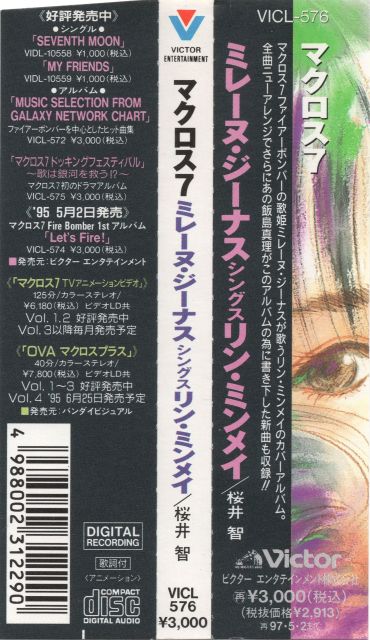 《好評発売中》
●シングル●
「SEVENTH MOON」
VIDL-10558 ¥1,000(税込)
「MY FRIENDS」
VIDL-10559 ¥1,000(税込)
●アルバム●
「MUSIC SELECTION FROM
GALAXY NETWORK CHART」
ファイアーボンバーを中心としたヒット曲集
VICL-572 ¥3,000(税込)
「マクロス7ドッキングフェスティバル」
〜歌は銀河を救う!?〜
マクロス7初のドラマアルバム
VICL-575 ¥3,000(税込)
《'95 5月2日発売》
マクロス7 Fire Bomber 1st アルバム
「Let's Fire!」
VICL-574 ¥3,000(税込)
■発売元:ビクター エンタテインメント
《「マクロス7 TVアニメーションビデオ」》
125分/カラーステレオ/
¥6,180(税込) ビデオLD共
Vol. 1.2 好評発売中
Vol. 3以降毎月発売予定
《「OVA マクロスプラス」》
40分/カラーステレオ/
¥7,800(税込) ビデオLD共
Vol. 1〜3 好評発売中
Vol. 4 '95 6月25日発売予定
■発売元:バンダイビジュアル
4 988002 312290
DIGITAL
RECORDING
歌詞付
〈アニメーション〉
COMPACT
disc
DIGITAL AUDIO
VICTOR
ENTERTAINMENT
マクロス7 ミレーヌ・ジーナス シングス リン・ミンメイ/桜井 智
VICL
576
¥3,000
VICL-576
マクロス7
ミレーヌ・ジーナス シングス リン・ミンメイ/桜井 智
マクロス7ファイアーボンバーの歌姫ミレーヌ・ジーナスが歌うリン・ミンメイのカバーアルバム。
全曲ニューアレンジでさらにあの飯島真理がこのアルバムの為に書き下した新曲も収録!!
Victor
ビクター エンタテインメント株式会社
再¥3,000(税込)
(税抜価格¥2,913)
再97・5・2まで